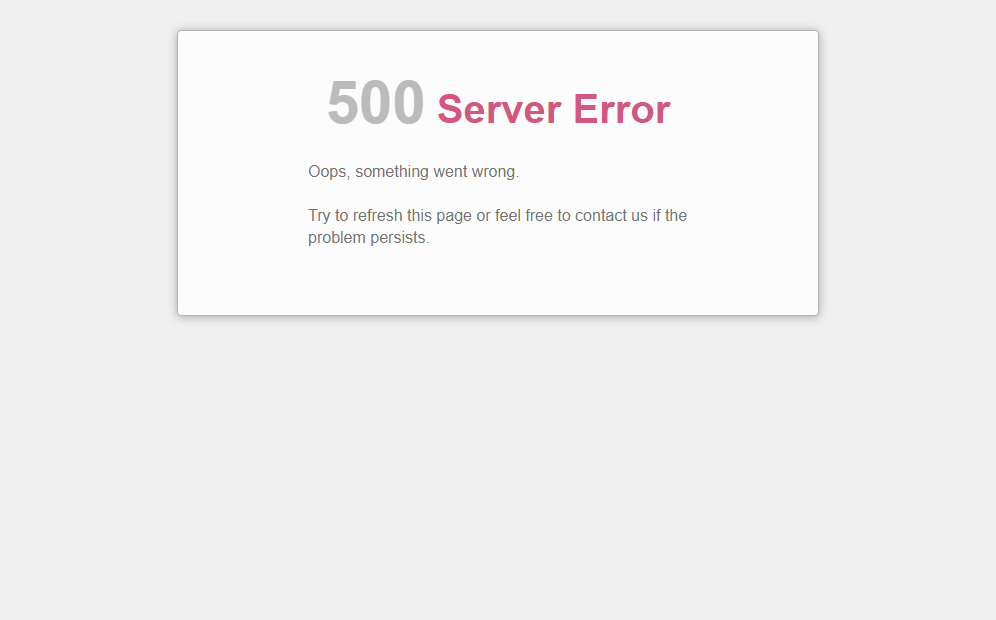 500 Server Error
Oops, something went wrong.
Try to refresh this page or feel free to contact us if the
problem persists.